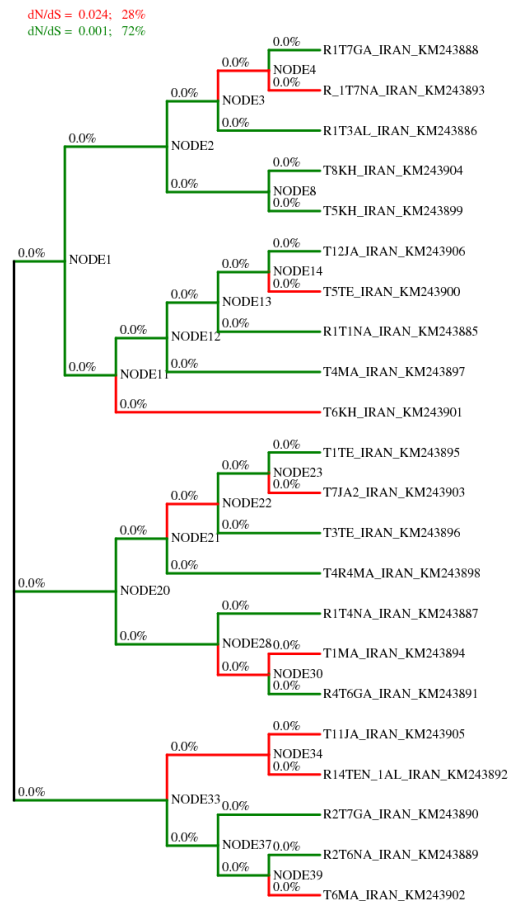 dN/dS = 0.024; 28%
dN/dS = 0.001; 72%
0.0%
R1T7GA_IRAN_KM243888
0.0%
NODE4
0.0%
R_1T7NA_IRAN_KM243893
0.0%
NODE3
0.0%
R1T3AL_IRAN_KM243886
0.0%
NODE2
0.0%
T8KH_IRAN_KM243904
0.0%
NODE8
0.0%
T5KH_IRAN_KM243899
0.0%
NODE1
0.0%
T12JA_IRAN_KM243906
0.0%
NODE14
0.0%
T5TE_IRAN_KM243900
0.0%
NODE13
0.0%
R1T1NA_IRAN_KM243885
0.0%
NODE12
0.0%
T4MA_IRAN_KM243897
0.0%
NODE11
0.0%
T6KH_IRAN_KM243901
0.0%
T1TE_IRAN_KM243895
0.0%
NODE23
0.0%
T7JA2_IRAN_KM243903
0.0%
NODE22
0.0%
T3TE_IRAN_KM243896
0.0%
NODE21
0.0%
T4R4MA_IRAN_KM243898
0.0%
NODE20
0.0%
R1T4NA_IRAN_KM243887
0.0%
NODE28
0.0%
T1MA_IRAN_KM243894
0.0%
NODE30
0.0%
R4T6GA_IRAN_KM243891
0.0%
T11JA_IRAN_KM243905
0.0%
NODE34
0.0%
R14TEN_1AL_IRAN_KM243892
0.0%
NODE33
0.0%
R2T7GA_IRAN_KM243890
0.0%
NODE37
0.0%
R2T6NA_IRAN_KM243889
0.0%
NODE39
0.0%
T6MA_IRAN_KM243902